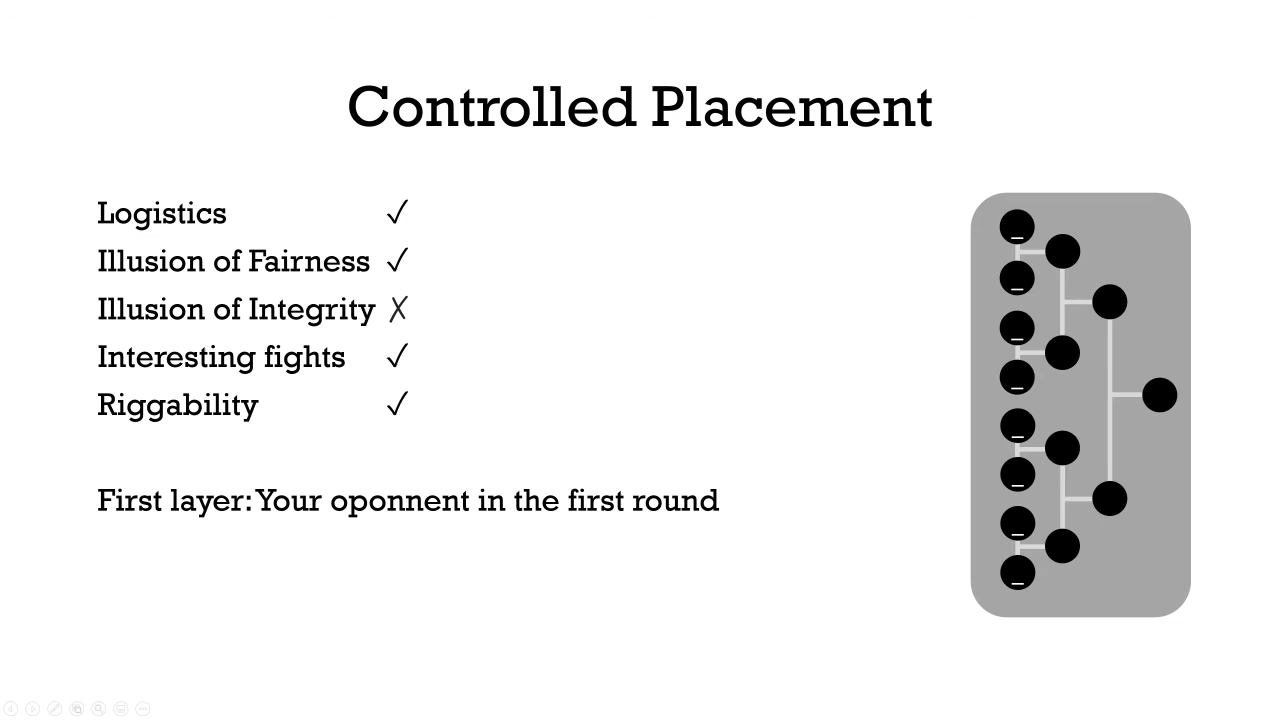 Controlled Placement
Logistics ✓
Illusion of Fairness ✓
Illusion of Integrity ✗
Interesting fights ✓
Riggability ✓
First layer: Your oponnent in the first round
_
_
_
_
_
_
_
_